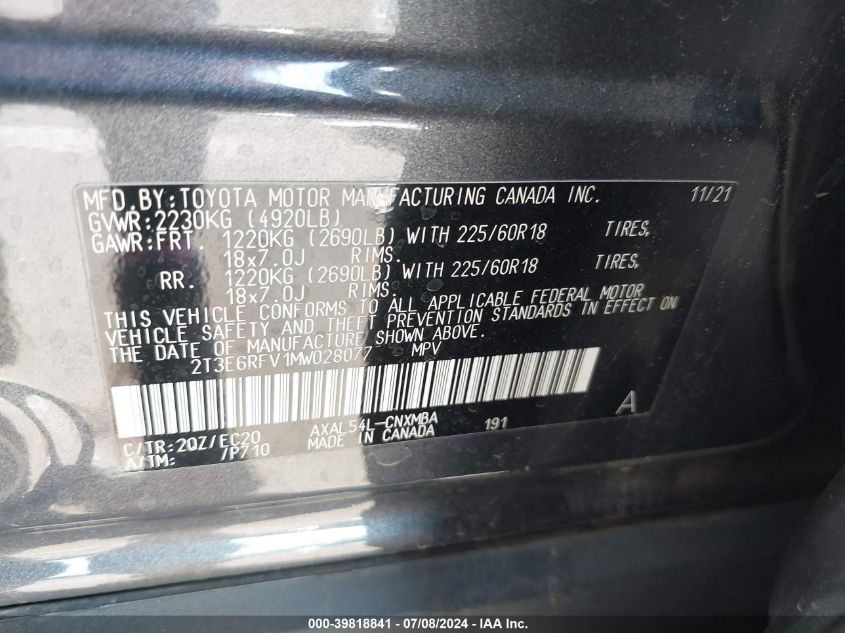 MFD.BY:TOYOTA MOTOR MANUFACTURING CANADA INC. 11/21
GVWR:2230KG (4920LB)
GAWR:FRT. 1220KG (2690LB) WITH 225/60R18 TIRES,
18x7.0J RIMS.
RR. 1220KG (2690LB) WITH 225/60R18 TIRES,
18x7.0J RIMS.
THIS VEHICLE CONFORMS TO ALL APPLICABLE FEDERAL MOTOR
VEHICLE SAFETY AND THEFT PREVENTION STANDARDS IN EFFECT ON
THE DATE OF MANUFACTURE SHOWN ABOVE.
2T3E6RFV1MW028077 MPV
A
C/TR:20Z/EC20 AXAL54L-CNXMBA 191
A/TM: /P710 MADE IN CANADA
000-39818841 / 07/08/2024 - IAA Inc.